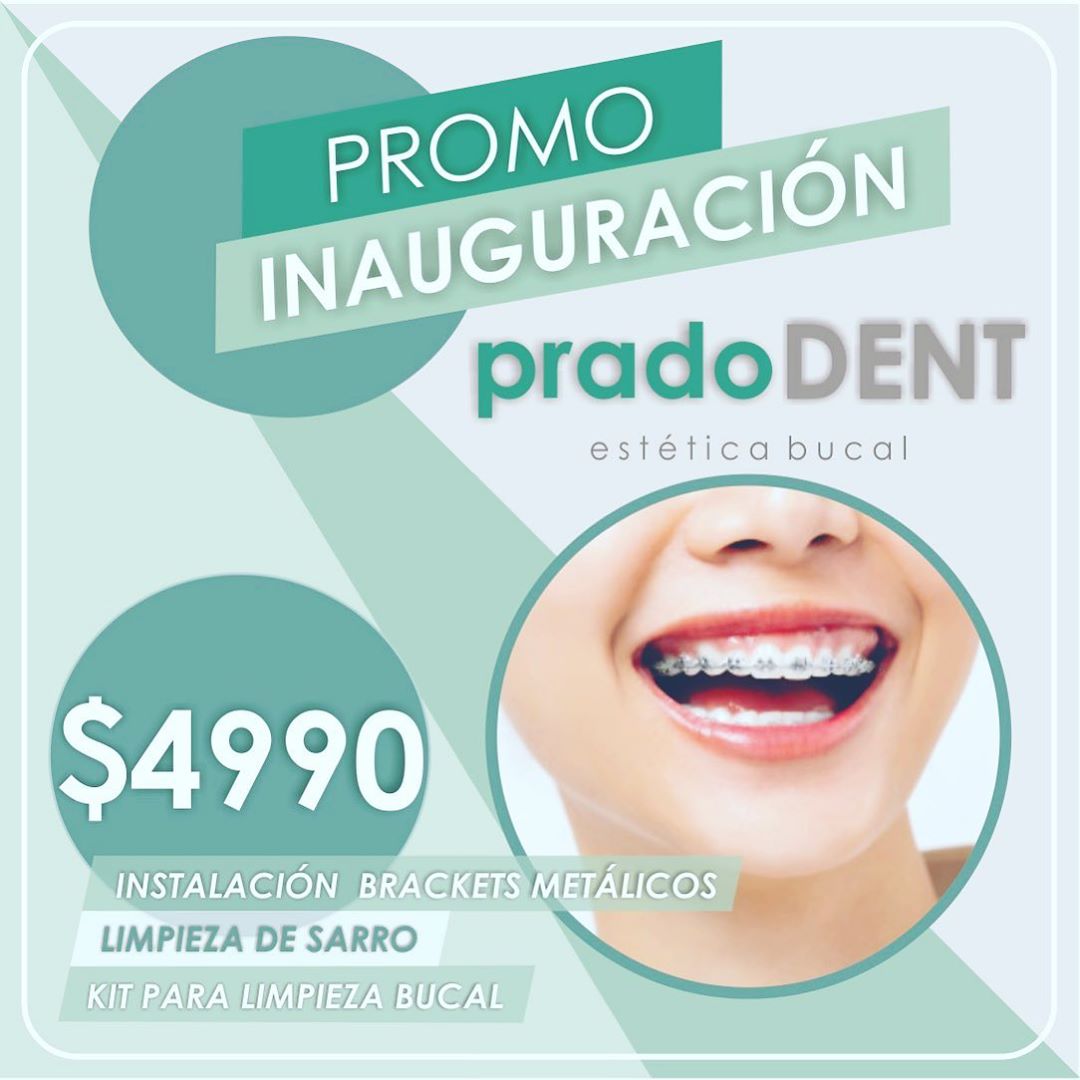 PROMO
INAUGURACIÓN
pradoDENT
estética bucal
$4990
INSTALACIÓN BRACKETS METÁLICOS
LIMPIEZA DE SARRO
KIT PARA LIMPIEZA BUCAL